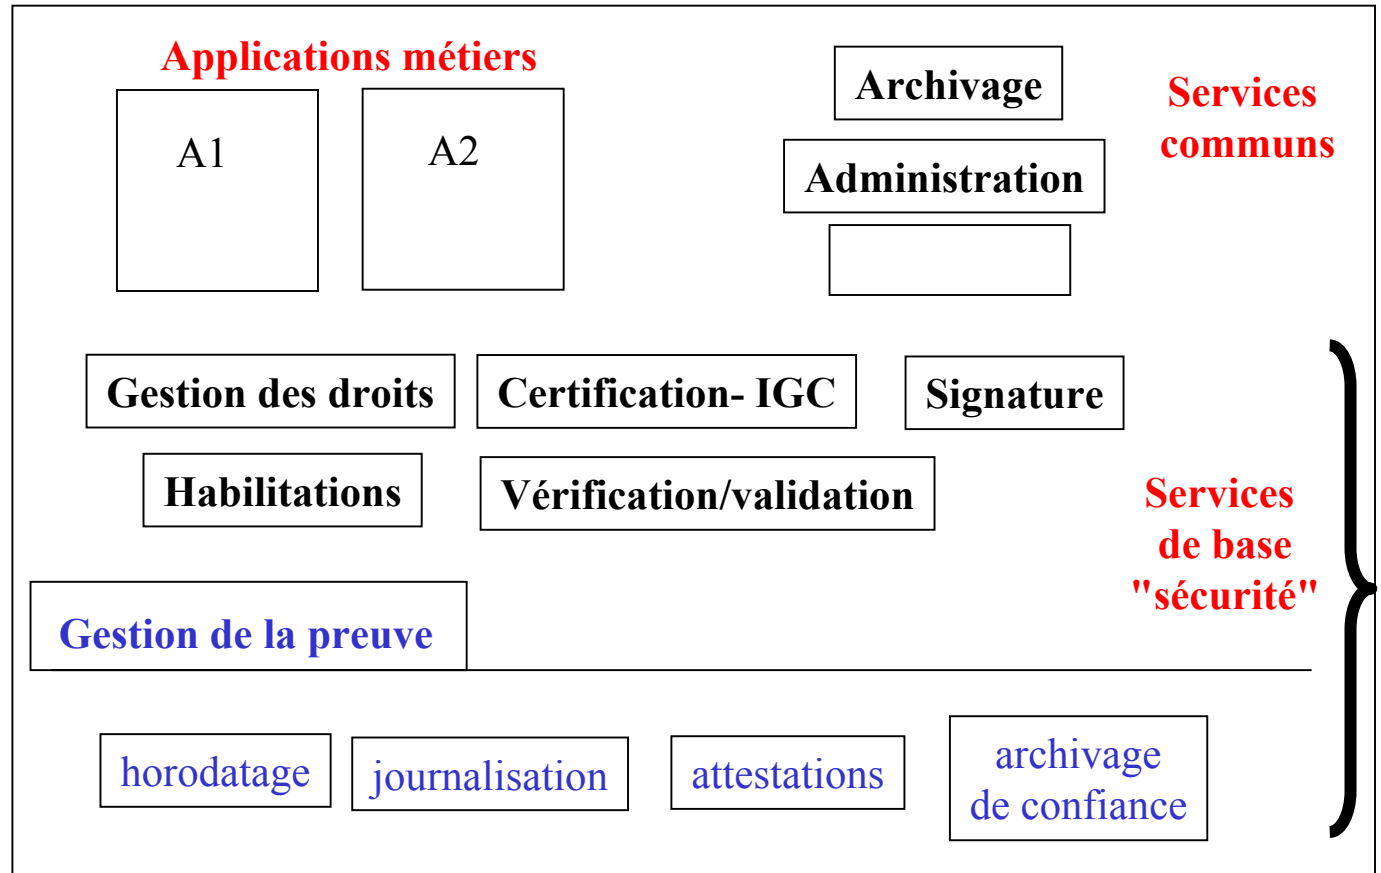 Applications métiers
A1
A2
Archivage
Administration
Services
communs
Gestion des droits
Certification- IGC
Signature
Habilitations
Vérification/validation
Services
de base
"sécurité"
Gestion de la preuve
horodatage
journalisation
attestations
archivage
de confiance